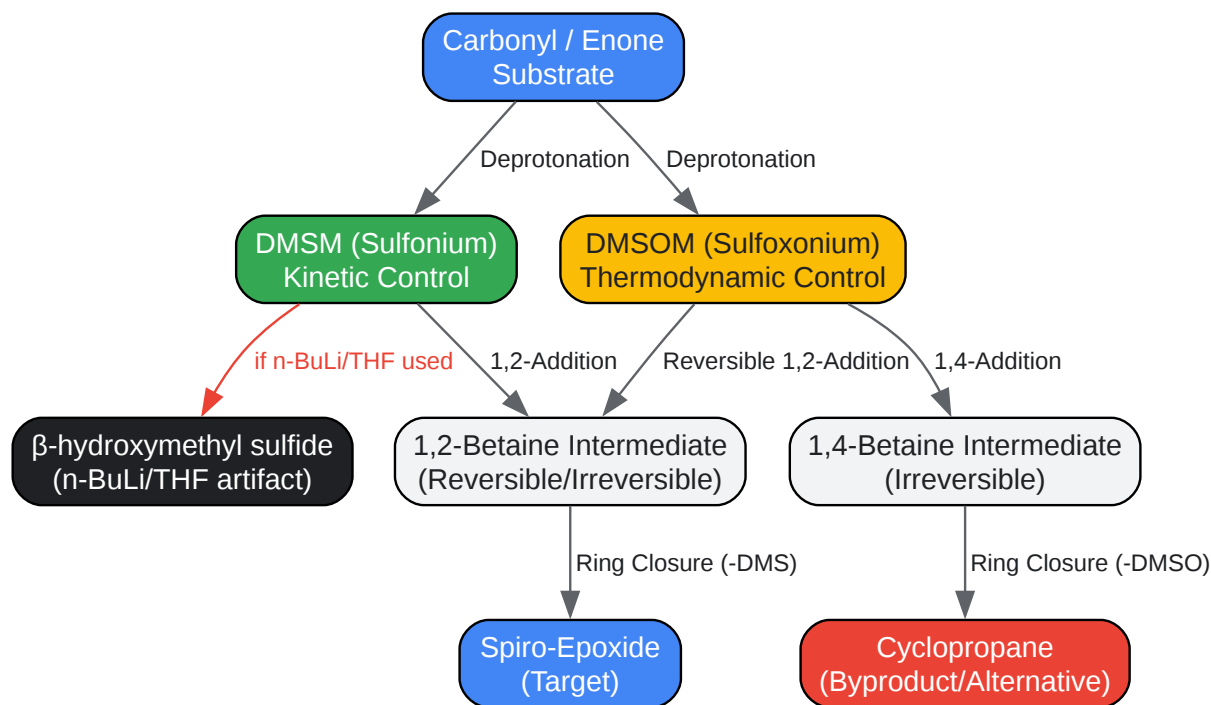 Carbonyl / Enone
Substrate
Deprotonation
Deprotonation
DMSM (Sulfonium)
Kinetic Control
DMSOM (Sulfoxonium)
Thermodynamic Control
if n-BuLi/THF used
1,2-Addition
Reversible 1,2-Addition
1,4-Addition
β-hydroxymethyl sulfide
(n-BuLi/THF artifact)
1,2-Betaine Intermediate
(Reversible/Irreversible)
1,4-Betaine Intermediate
(Irreversible)
Ring Closure (-DMS)
Ring Closure (-DMSO)
Spiro-Epoxide
(Target)
Cyclopropane
(Byproduct/Alternative)